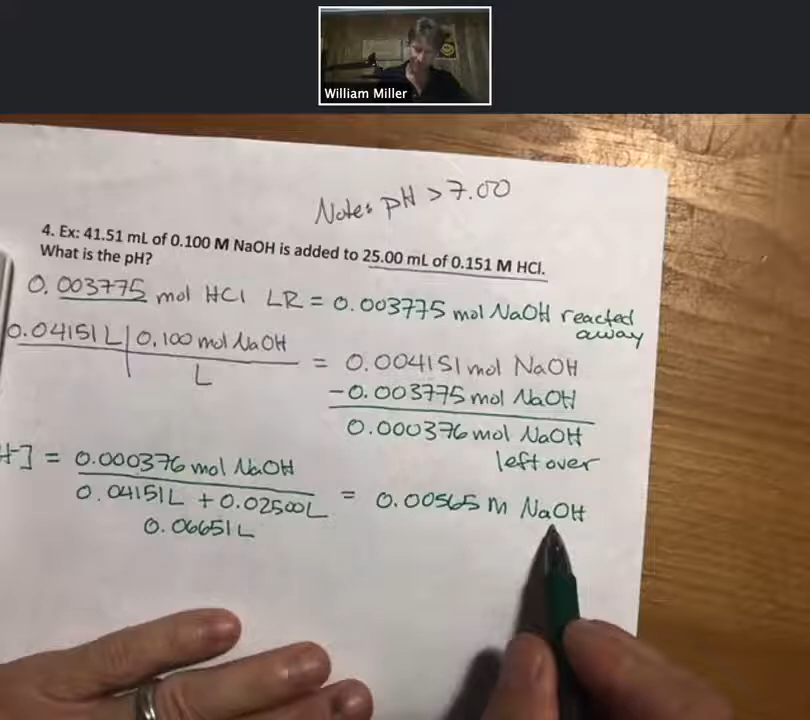 William Miller
Note: pH > 7.00
4. Ex: 41.51 mL of 0.100 M NaOH is added to 25.00 mL of 0.151 M HCl.
What is the pH?
0.003775 mol HCl LR = 0.003775 mol NaOH reacted
away
0.04151 L | 0.100 mol NaOH
L
= 0.004151 mol NaOH
-0.003775 mol NaOH
0.000376 mol NaOH
left over
H] = 0.000376 mol NaOH
0.04151 L + 0.02500 L
= 0.00565 M NaOH
0.06651 L